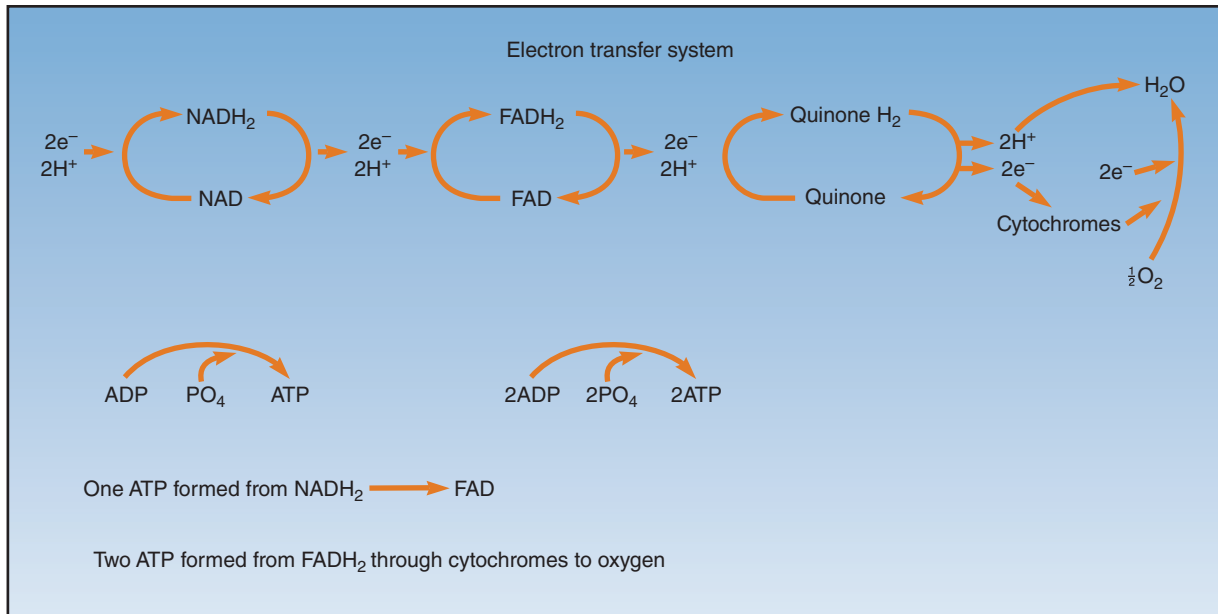 Electron transfer system
H₂O
NADH₂ FADH₂ Quinone H₂
2e⁻ 2e⁻ 2e⁻ 2e⁻ 2H⁺
2H⁺ 2H⁺ 2H⁺ 2H⁺ 2e⁻ 2e⁻
NAD FAD Quinone
Cytochromes
½O₂
ADP PO₄ ATP 2ADP 2PO₄ 2ATP
One ATP formed from NADH₂ FAD
Two ATP formed from FADH₂ through cytochromes to oxygen